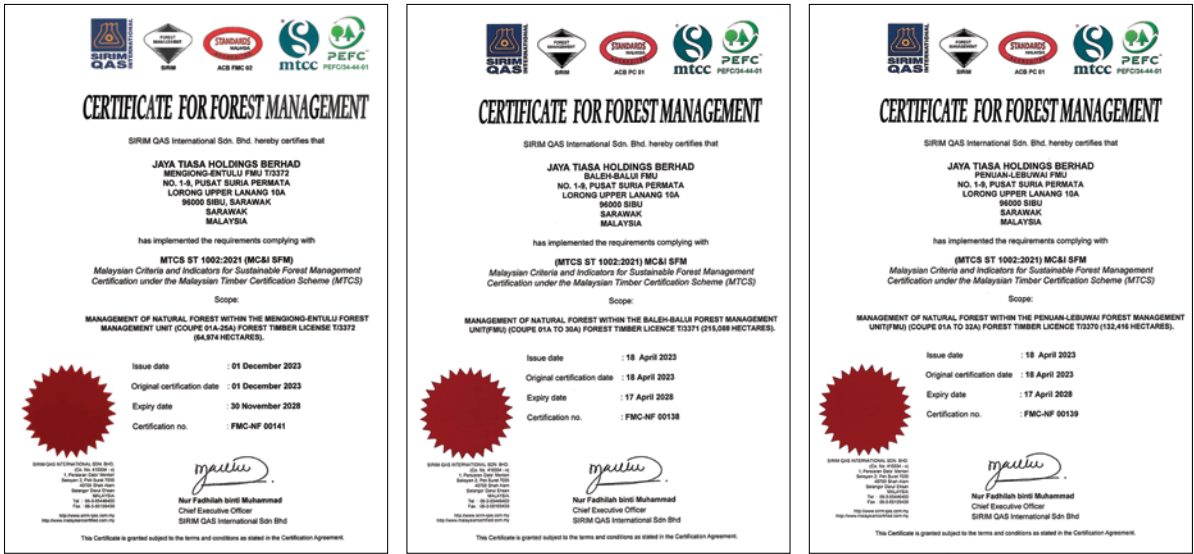 SIRIM
QAS
INTERNATIONAL
FOREST
MANAGEMENT
SIRIM
STANDARDS
MALAYSIA
ACCREDITED
ACB FMC 02
mtcc
PEFC
PEFC/34-44-01
CERTIFICATE FOR FOREST MANAGEMENT
SIRIM QAS International Sdn. Bhd. hereby certifies that
JAYA TIASA HOLDINGS BERHAD
MENGIONG-ENTULU FMU T/3372
NO. 1-9, PUSAT SURIA PERMATA
LORONG UPPER LANANG 10A
96000 SIBU, SARAWAK
SARAWAK
MALAYSIA
has implemented the requirements complying with
MTCS ST 1002:2021 (MC&I SFM)
Malaysian Criteria and Indicators for Sustainable Forest Management
Certification under the Malaysian Timber Certification Scheme (MTCS)
Scope:
MANAGEMENT OF NATURAL FOREST WITHIN THE MENGIONG-ENTULU FOREST
MANAGEMENT UNIT (COUPE 01A-25A) FOREST TIMBER LICENSE T/3372
(64,974 HECTARES).
Issue date : 01 December 2023
Original certification date : 01 December 2023
Expiry date : 30 November 2028
Certification no. : FMC-NF 00141
SIRIM QAS INTERNATIONAL SDN. BHD.
Nur Fadhilah binti Muhammad
Chief Executive Officer
SIRIM QAS International Sdn Bhd
This Certificate is granted subject to the terms and conditions as stated in the Certification Agreement.
SIRIM
QAS
INTERNATIONAL
FOREST
MANAGEMENT
SIRIM
STANDARDS
MALAYSIA
ACCREDITED
ACB PC 01
mtcc
PEFC
PEFC/34-44-01
CERTIFICATE FOR FOREST MANAGEMENT
SIRIM QAS International Sdn. Bhd. hereby certifies that
JAYA TIASA HOLDINGS BERHAD
BALEH-BALUI FMU
NO. 1-9, PUSAT SURIA PERMATA
LORONG UPPER LANANG 10A
96000 SIBU
SARAWAK
MALAYSIA
has implemented the requirements complying with
(MTCS ST 1002:2021) MC&I SFM
Malaysian Criteria and Indicators for Sustainable Forest Management
Certification under the Malaysian Timber Certification Scheme (MTCS)
Scope:
MANAGEMENT OF NATURAL FOREST WITHIN THE BALEH-BALUI FOREST MANAGEMENT
UNIT(FMU) (COUPE 01A TO 30A) FOREST TIMBER LICENCE T/3371 (215,088 HECTARES).
Issue date : 18 April 2023
Original certification date : 18 April 2023
Expiry date : 17 April 2028
Certification no. : FMC-NF 00138
SIRIM QAS INTERNATIONAL SDN. BHD.
Nur Fadhilah binti Muhammad
Chief Executive Officer
SIRIM QAS International Sdn Bhd
This Certificate is granted subject to the terms and conditions as stated in the Certification Agreement.
SIRIM
QAS
INTERNATIONAL
FOREST
MANAGEMENT
SIRIM
STANDARDS
MALAYSIA
ACCREDITED
ACB PC 01
mtcc
PEFC
PEFC/34-44-01
CERTIFICATE FOR FOREST MANAGEMENT
SIRIM QAS International Sdn. Bhd. hereby certifies that
JAYA TIASA HOLDINGS BERHAD
PENUAN-LEBUWAI FMU
NO. 1-9, PUSAT SURIA PERMATA
LORONG UPPER LANANG 10A
96000 SIBU
SARAWAK
MALAYSIA
has implemented the requirements complying with
(MTCS ST 1002:2021) MC&I SFM
Malaysian Criteria and Indicators for Sustainable Forest Management
Certification under the Malaysian Timber Certification Scheme (MTCS)
Scope:
MANAGEMENT OF NATURAL FOREST WITHIN THE PENUAN-LEBUWAI FOREST MANAGEMENT
UNIT(FMU) (COUPE 01A TO 32A) FOREST TIMBER LICENCE T/3370 (132,416 HECTARES).
Issue date : 18 April 2023
Original certification date : 18 April 2023
Expiry date : 17 April 2028
Certification no. : FMC-NF 00139
SIRIM QAS INTERNATIONAL SDN. BHD.
Nur Fadhilah binti Muhammad
Chief Executive Officer
SIRIM QAS International Sdn Bhd
This Certificate is granted subject to the terms and conditions as stated in the Certification Agreement.